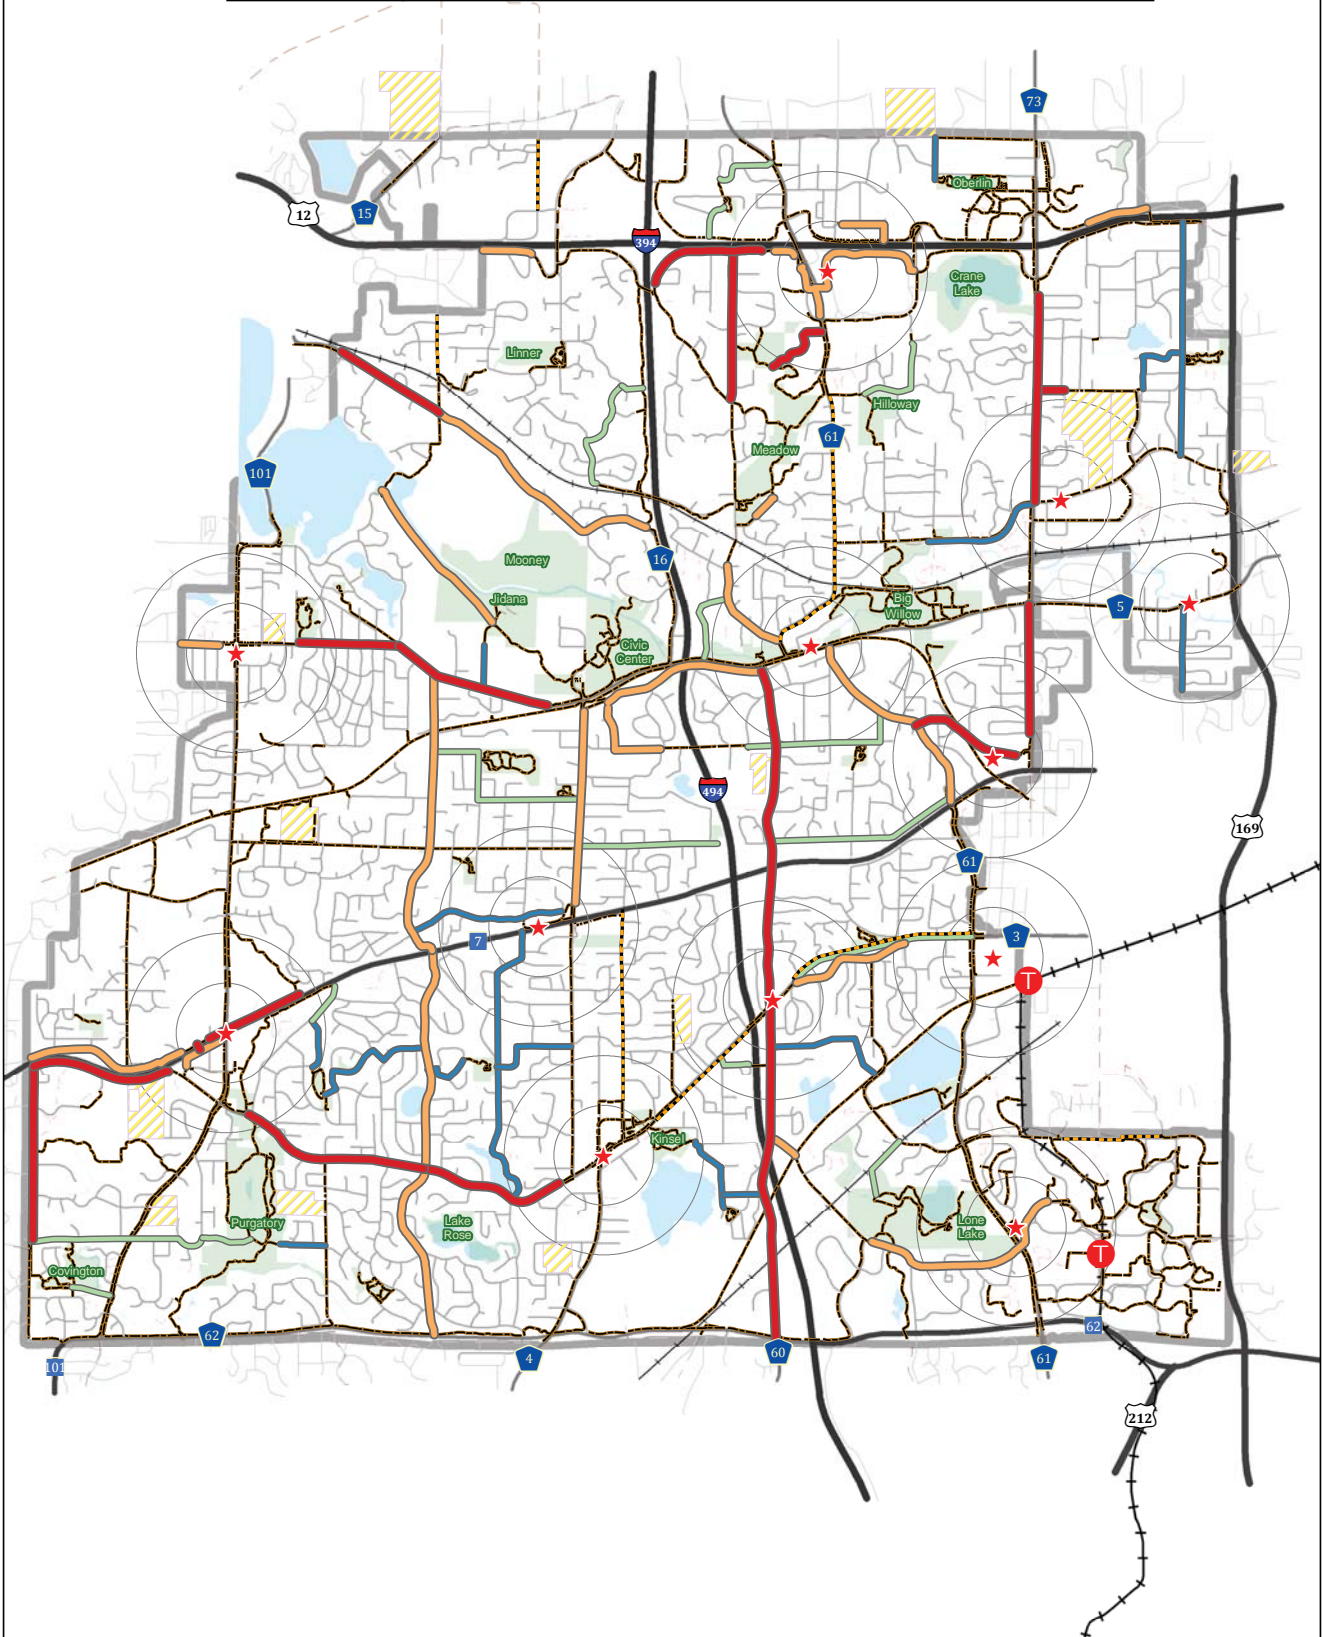 73
Oberlin
12
15
394
Crane
Lake
Linner
Hilloway
61
Meadow
101
16
Mooney
Jidana
Big
Willow
5
Civic
Center
494
169
61
3
7
T
Kinsel
Purgatory
Lake
Rose
Lone
Lake
T
Covington
62
62
101
4
60
61
212